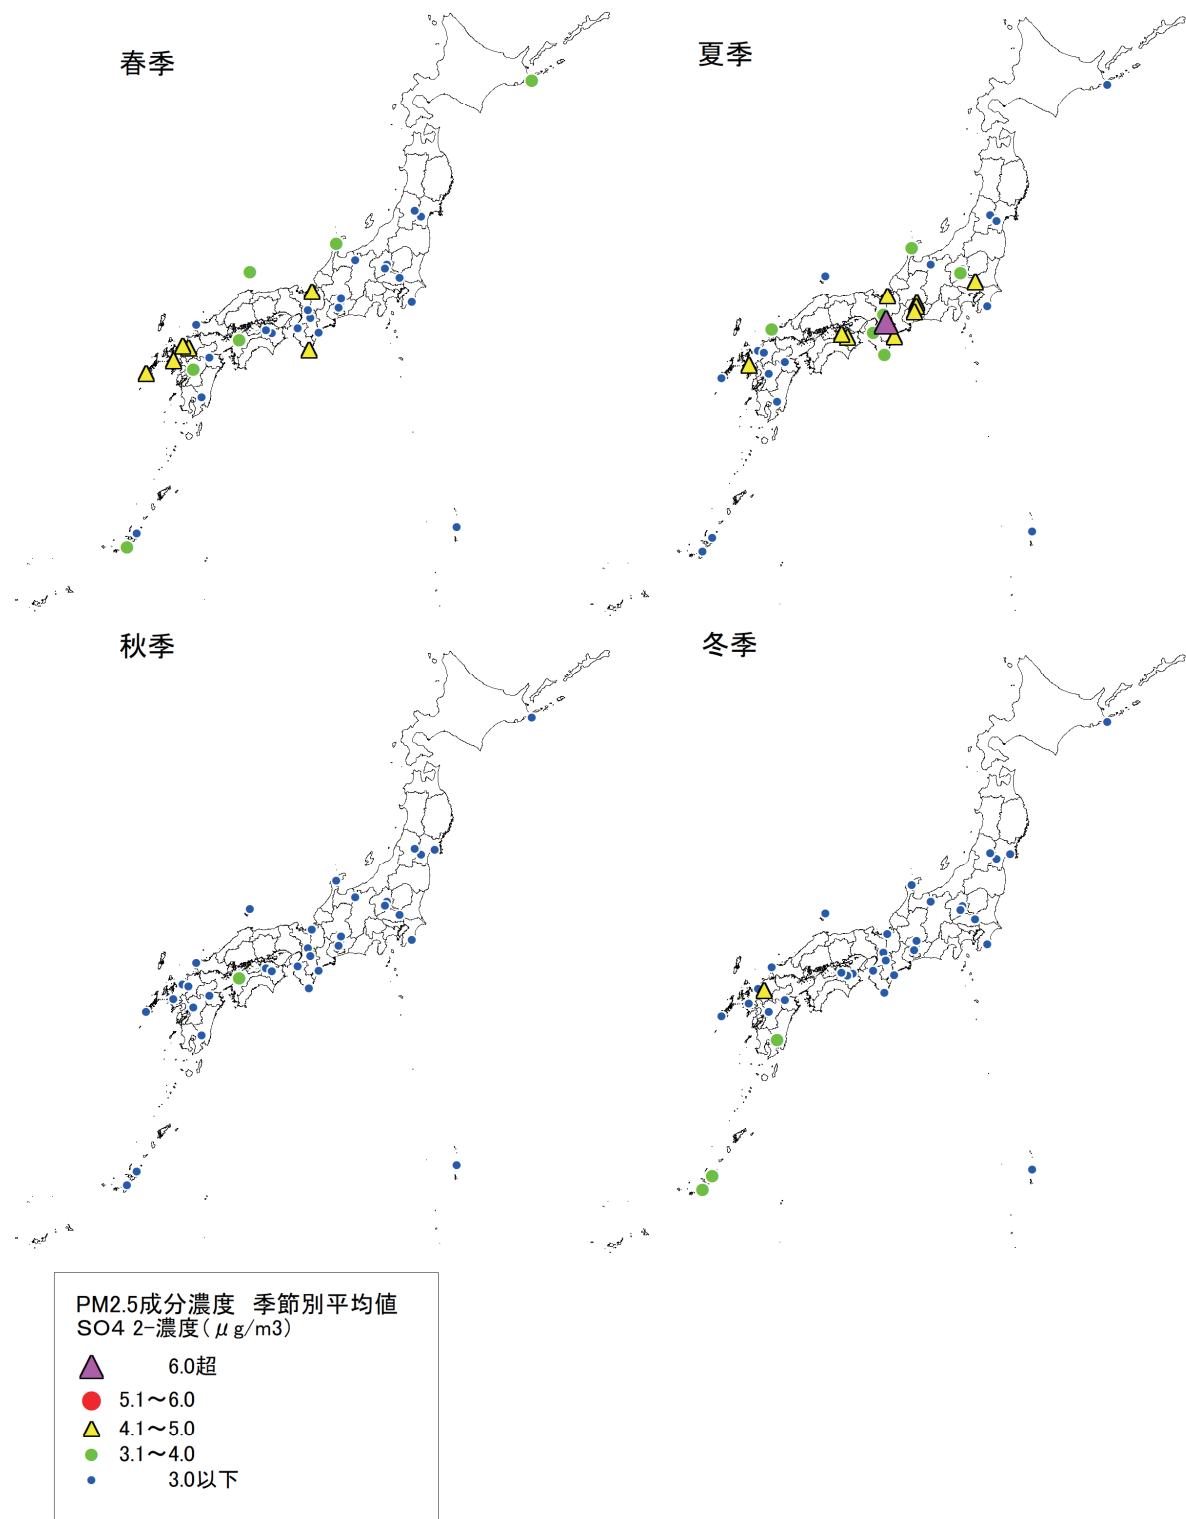 春季
夏季
秋季
冬季
PM2.5成分濃度 季節別平均値
SO4 2-濃度(μg/m3)
6.0超
5.1～6.0
4.1～5.0
3.1～4.0
3.0以下